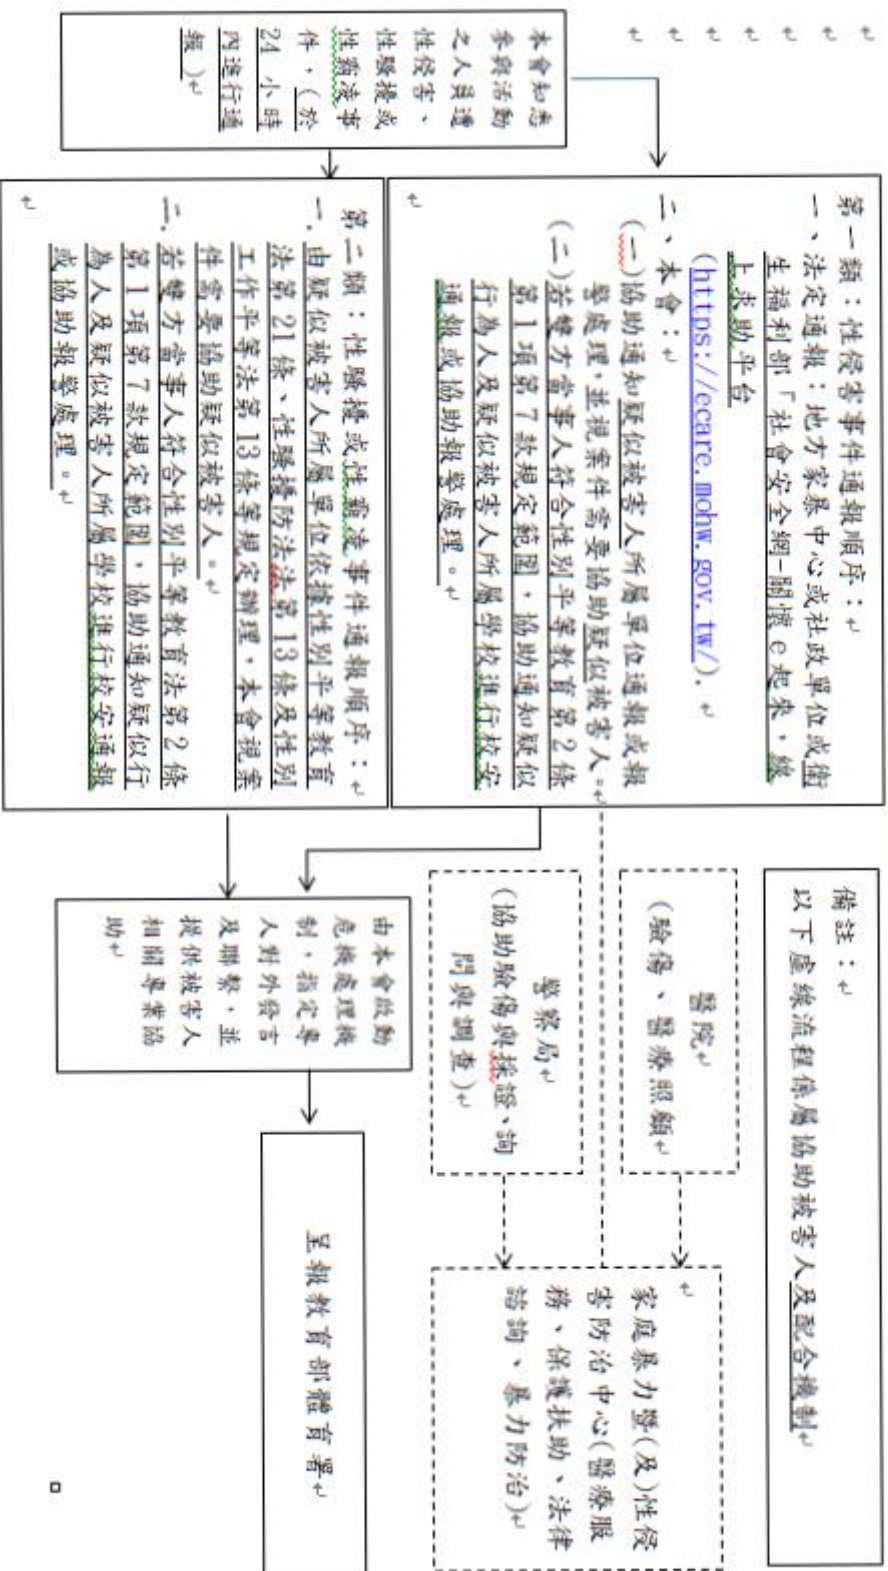 本會知悉
參與活動
之人員遭
性侵害、
性騷擾或
性霸凌事
件，(於
24 小時
內進行通
報)
第一類：性侵害事件通報順序：
一、法定通報：地方家暴中心或社政單位或衛
生福利部「社會安全網-關懷 e 起來，線
上求助平台
(https://ecare.mohw.gov.tw/).
二、本會：
(一)協助通知疑似被害人所屬單位通報或報
警處理，並視案件需要協助疑似被害人。
(二)若雙方當事人符合性別平等教育第 2 條
第 1 項第 7 款規定範圍，協助通知疑似
行為人及疑似被害人所屬學校進行校安
通報或協助報警處理。
第二類：性騷擾或性霸凌事件通報順序：
一. 由疑似被害人所屬單位依據性別平等教育
法第 21 條、性騷擾防法法第 13 條及性別
工作平等法第 13 條等規定辦理，本會視案
件需要協助疑似被害人。
二. 若雙方當事人符合性別平等教育法第 2 條
第 1 項第 7 款規定範圍，協助通知疑似行
為人及疑似被害人所屬學校進行校安通報
或協助報警處理。
備註：
以下虛線流程係屬協助被害人及配合機制
醫院
(驗傷、醫療照顧
警察局
(協助驗傷與採證、詢
問與調查)
家庭暴力暨(及)性侵
害防治中心(醫療服
務、保護扶助、法律
諮詢、暴力防治)
由本會啟動
危機處理機
制，指定專
人對外發言
及聯繫，並
提供被害人
相關專業協
助
呈報教育部體育署